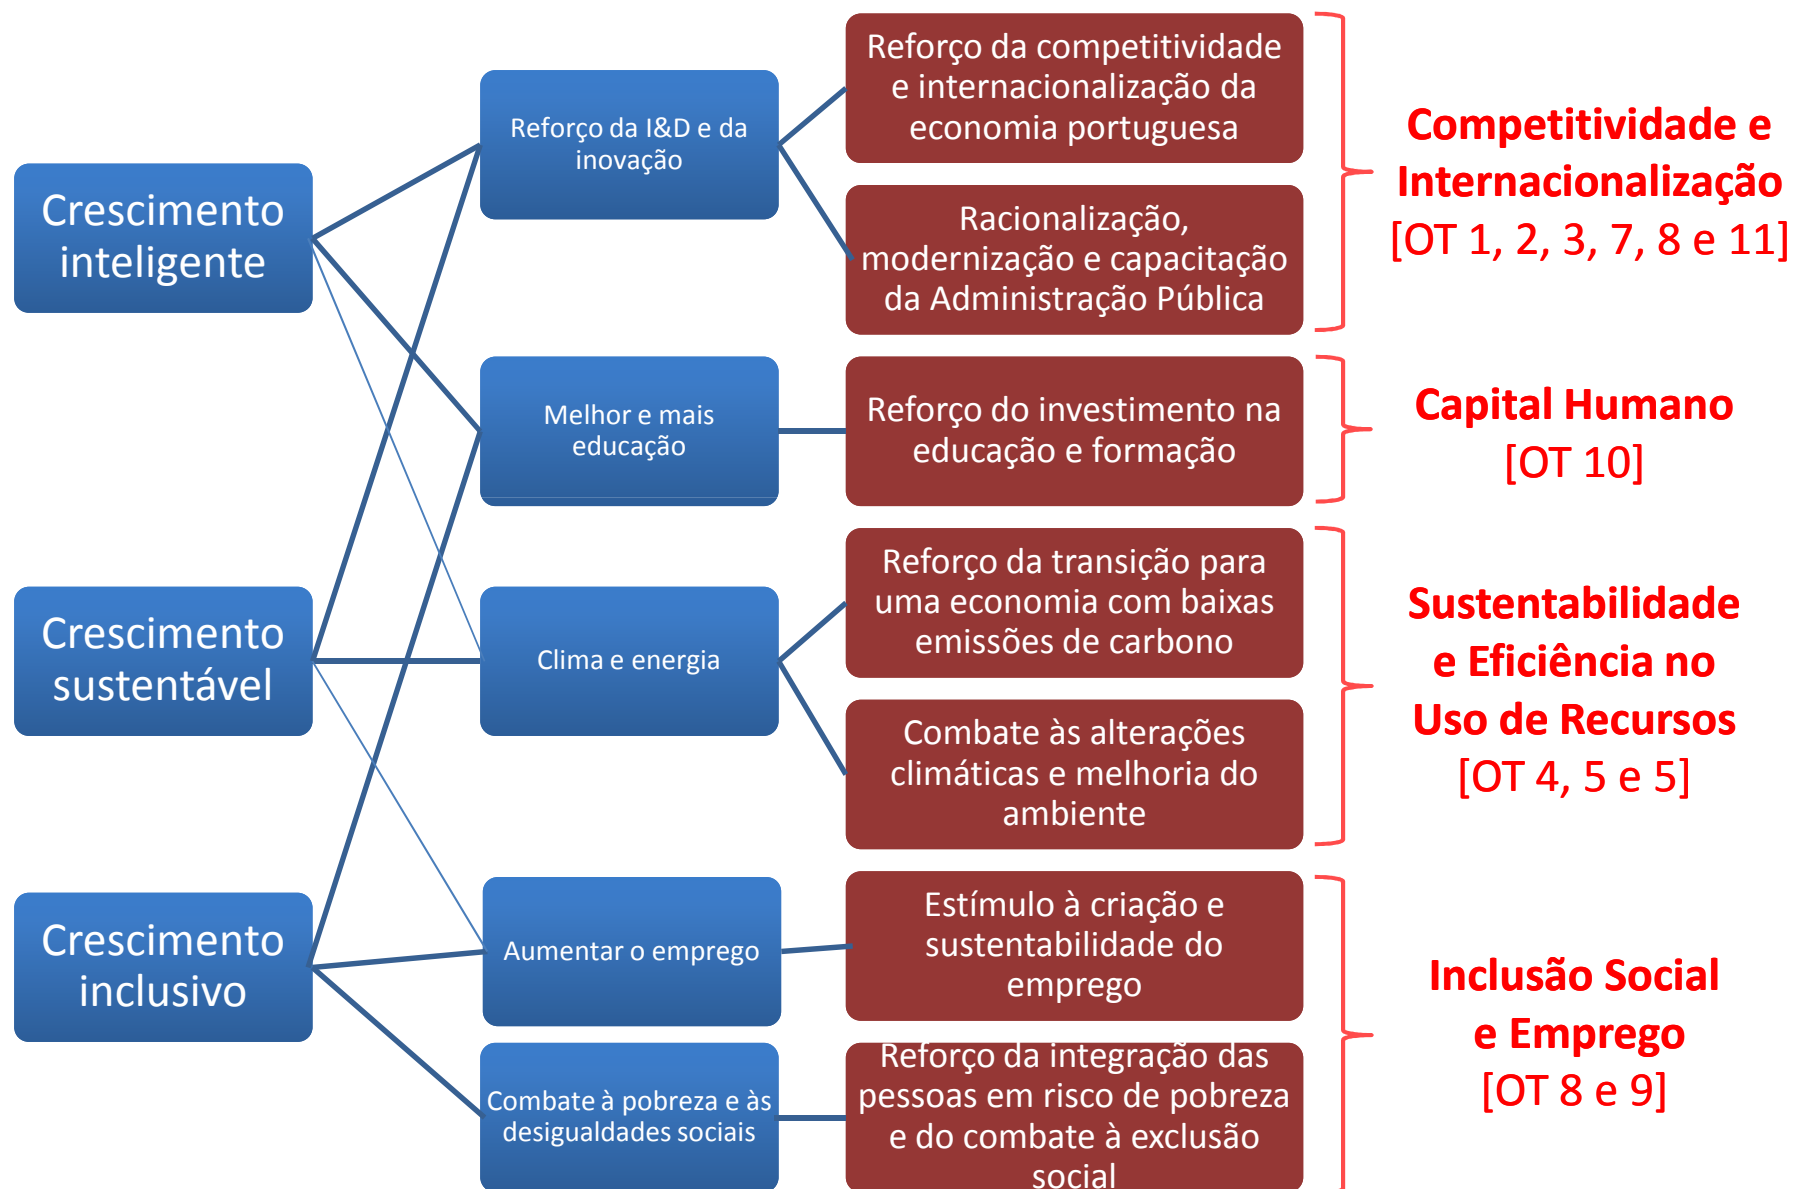 Crescimento
inteligente
Crescimento
sustentável
Crescimento
inclusivo
Reforço da I&D e da
inovação
Melhor e mais
educação
Clima e energia
Aumentar o emprego
Combate à pobreza e às
desigualdades sociais
Reforço da competitividade
e internacionalização da
economia portuguesa
Racionalização,
modernização e capacitação
da Administração Pública
Reforço do investimento na
educação e formação
Reforço da transição para
uma economia com baixas
emissões de carbono
Combate às alterações
climáticas e melhoria do
ambiente
Estímulo à criação e
sustentabilidade do
emprego
Reforço da integração das
pessoas em risco de pobreza
e do combate à exclusão
social
Competitividade e
Internacionalização
[OT 1, 2, 3, 7, 8 e 11]
Capital Humano
[OT 10]
Sustentabilidade
e Eficiência no
Uso de Recursos
[OT 4, 5 e 5]
Inclusão Social
e Emprego
[OT 8 e 9]